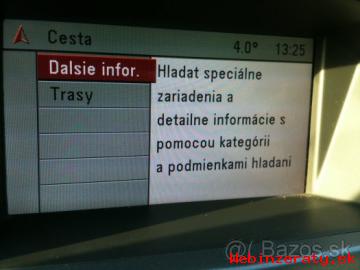 Cesta
4.0° 13:25
Dalsie infor.
Trasy
Hladat speciálne
zariadenia a
detailne informácie s
pomocou kategórii
a podmienkami hladani
@ Bazos.sk
Webinzeraty.sk